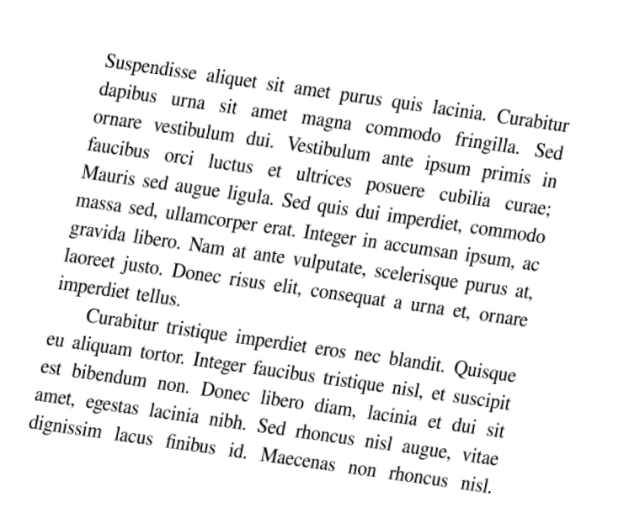 Suspendisse aliquet sit amet purus quis lacinia. Curabitur
dapibus urna sit amet magna commodo fringilla. Sed
ornare vestibulum dui. Vestibulum ante ipsum primis in
faucibus orci luctus et ultrices posuere cubilia curae;
Mauris sed augue ligula. Sed quis dui imperdiet, commodo
massa sed, ullamcorper erat. Integer in accumsan ipsum, ac
gravida libero. Nam at ante vulputate, scelerisque purus at,
laoreet justo. Donec risus elit, consequat a urna et, ornare
imperdiet tellus.
Curabitur tristique imperdiet eros nec blandit. Quisque
eu aliquam tortor. Integer faucibus tristique nisl, et suscipit
est bibendum non. Donec libero diam, lacinia et dui sit
amet, egestas lacinia nibh. Sed rhoncus nisl augue, vitae
dignissim lacus finibus id. Maecenas non rhoncus nisl.